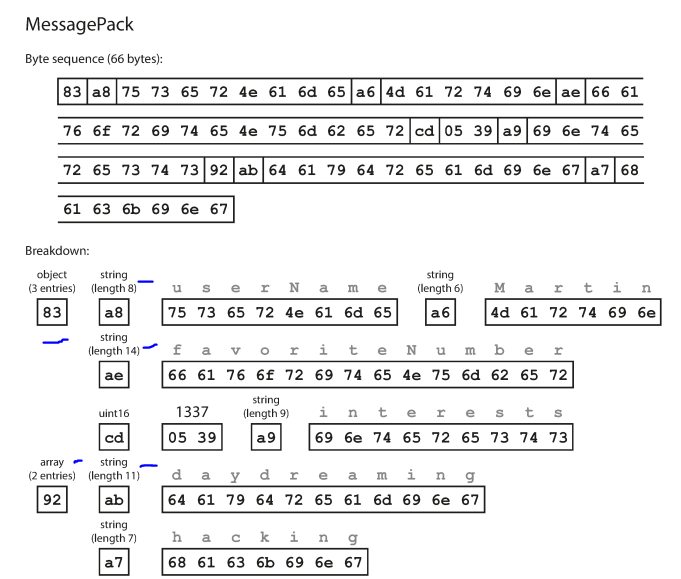 MessagePack
Byte sequence (66 bytes):
83 a8 75 73 65 72 4e 61 6d 65 a6 4d 61 72 74 69 6e ae 66 61
76 6f 72 69 74 65 4e 75 6d 62 65 72 cd 05 39 a9 69 6e 74 65
72 65 73 74 73 92 ab 64 61 79 64 72 65 61 6d 69 6e 67 a7 68
61 63 6b 69 6e 67
Breakdown:
object string string
(3 entries) (length 8) u s e r N a m e (length 6) M a r t i n
83 a8 75 73 65 72 4e 61 6d 65 a6 4d 61 72 74 69 6e
string
(length 14) f a v o r i t e N u m b e r
ae 66 61 76 6f 72 69 74 65 4e 75 6d 62 65 72
string
uint16 1337 (length 9) i n t e r e s t s
cd 05 39 a9 69 6e 74 65 72 65 73 74 73
array string
(2 entries) (length 11) d a y d r e a m i n g
92 ab 64 61 79 64 72 65 61 6d 69 6e 67
string
(length 7) h a c k i n g
a7 68 61 63 6b 69 6e 67